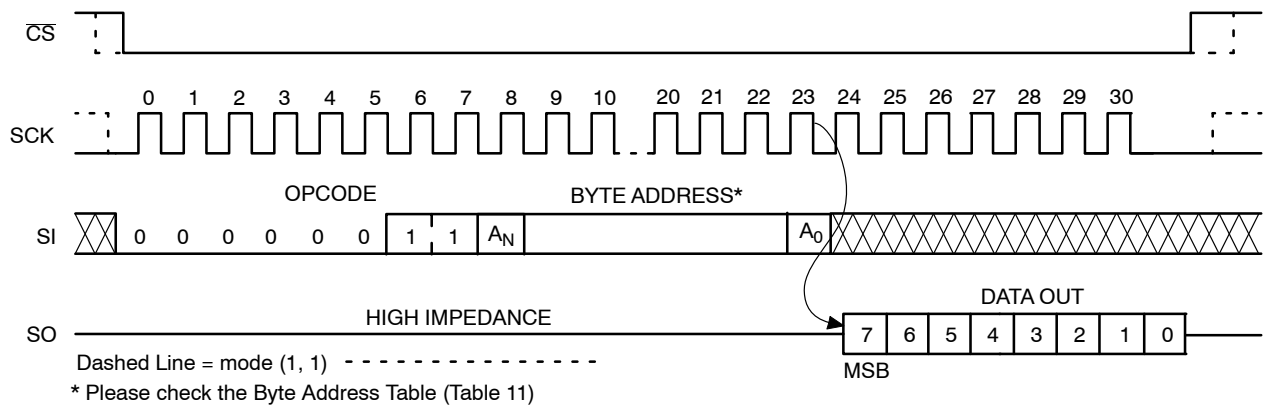 CS
0 1 2 3 4 5 6 7 8 9 10 20 21 22 23 24 25 26 27 28 29 30
SCK
OPCODE BYTE ADDRESS*
SI 0 0 0 0 0 0 1 1 AN A0
DATA OUT
HIGH IMPEDANCE
SO 7 6 5 4 3 2 1 0
Dashed Line = mode (1, 1)
MSB
* Please check the Byte Address Table (Table 11)